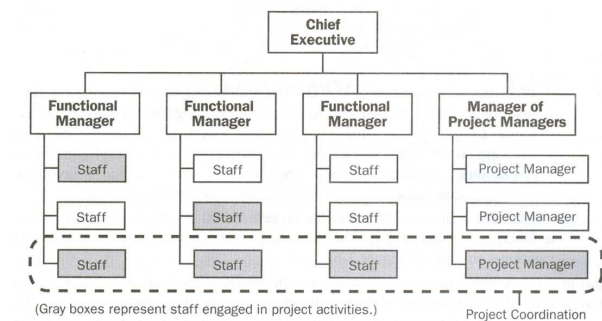 Chief
Executive
Functional
Manager
Functional
Manager
Functional
Manager
Manager of
Project Managers
Staff
Staff
Staff
Project Manager
Staff
Staff
Staff
Project Manager
Staff
Staff
Staff
Project Manager
(Gray boxes represent staff engaged in project activities.)
Project Coordination